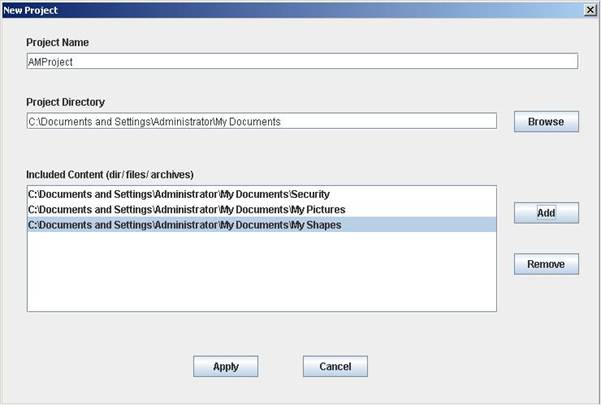 New Project
Project Name
AMProject
Project Directory
C:\Documents and Settings\Administrator\My Documents
Browse
Included Content (dir/ files/ archives)
C:\Documents and Settings\Administrator\My Documents\Security
C:\Documents and Settings\Administrator\My Documents\My Pictures
C:\Documents and Settings\Administrator\My Documents\My Shapes
Add
Remove
Apply
Cancel